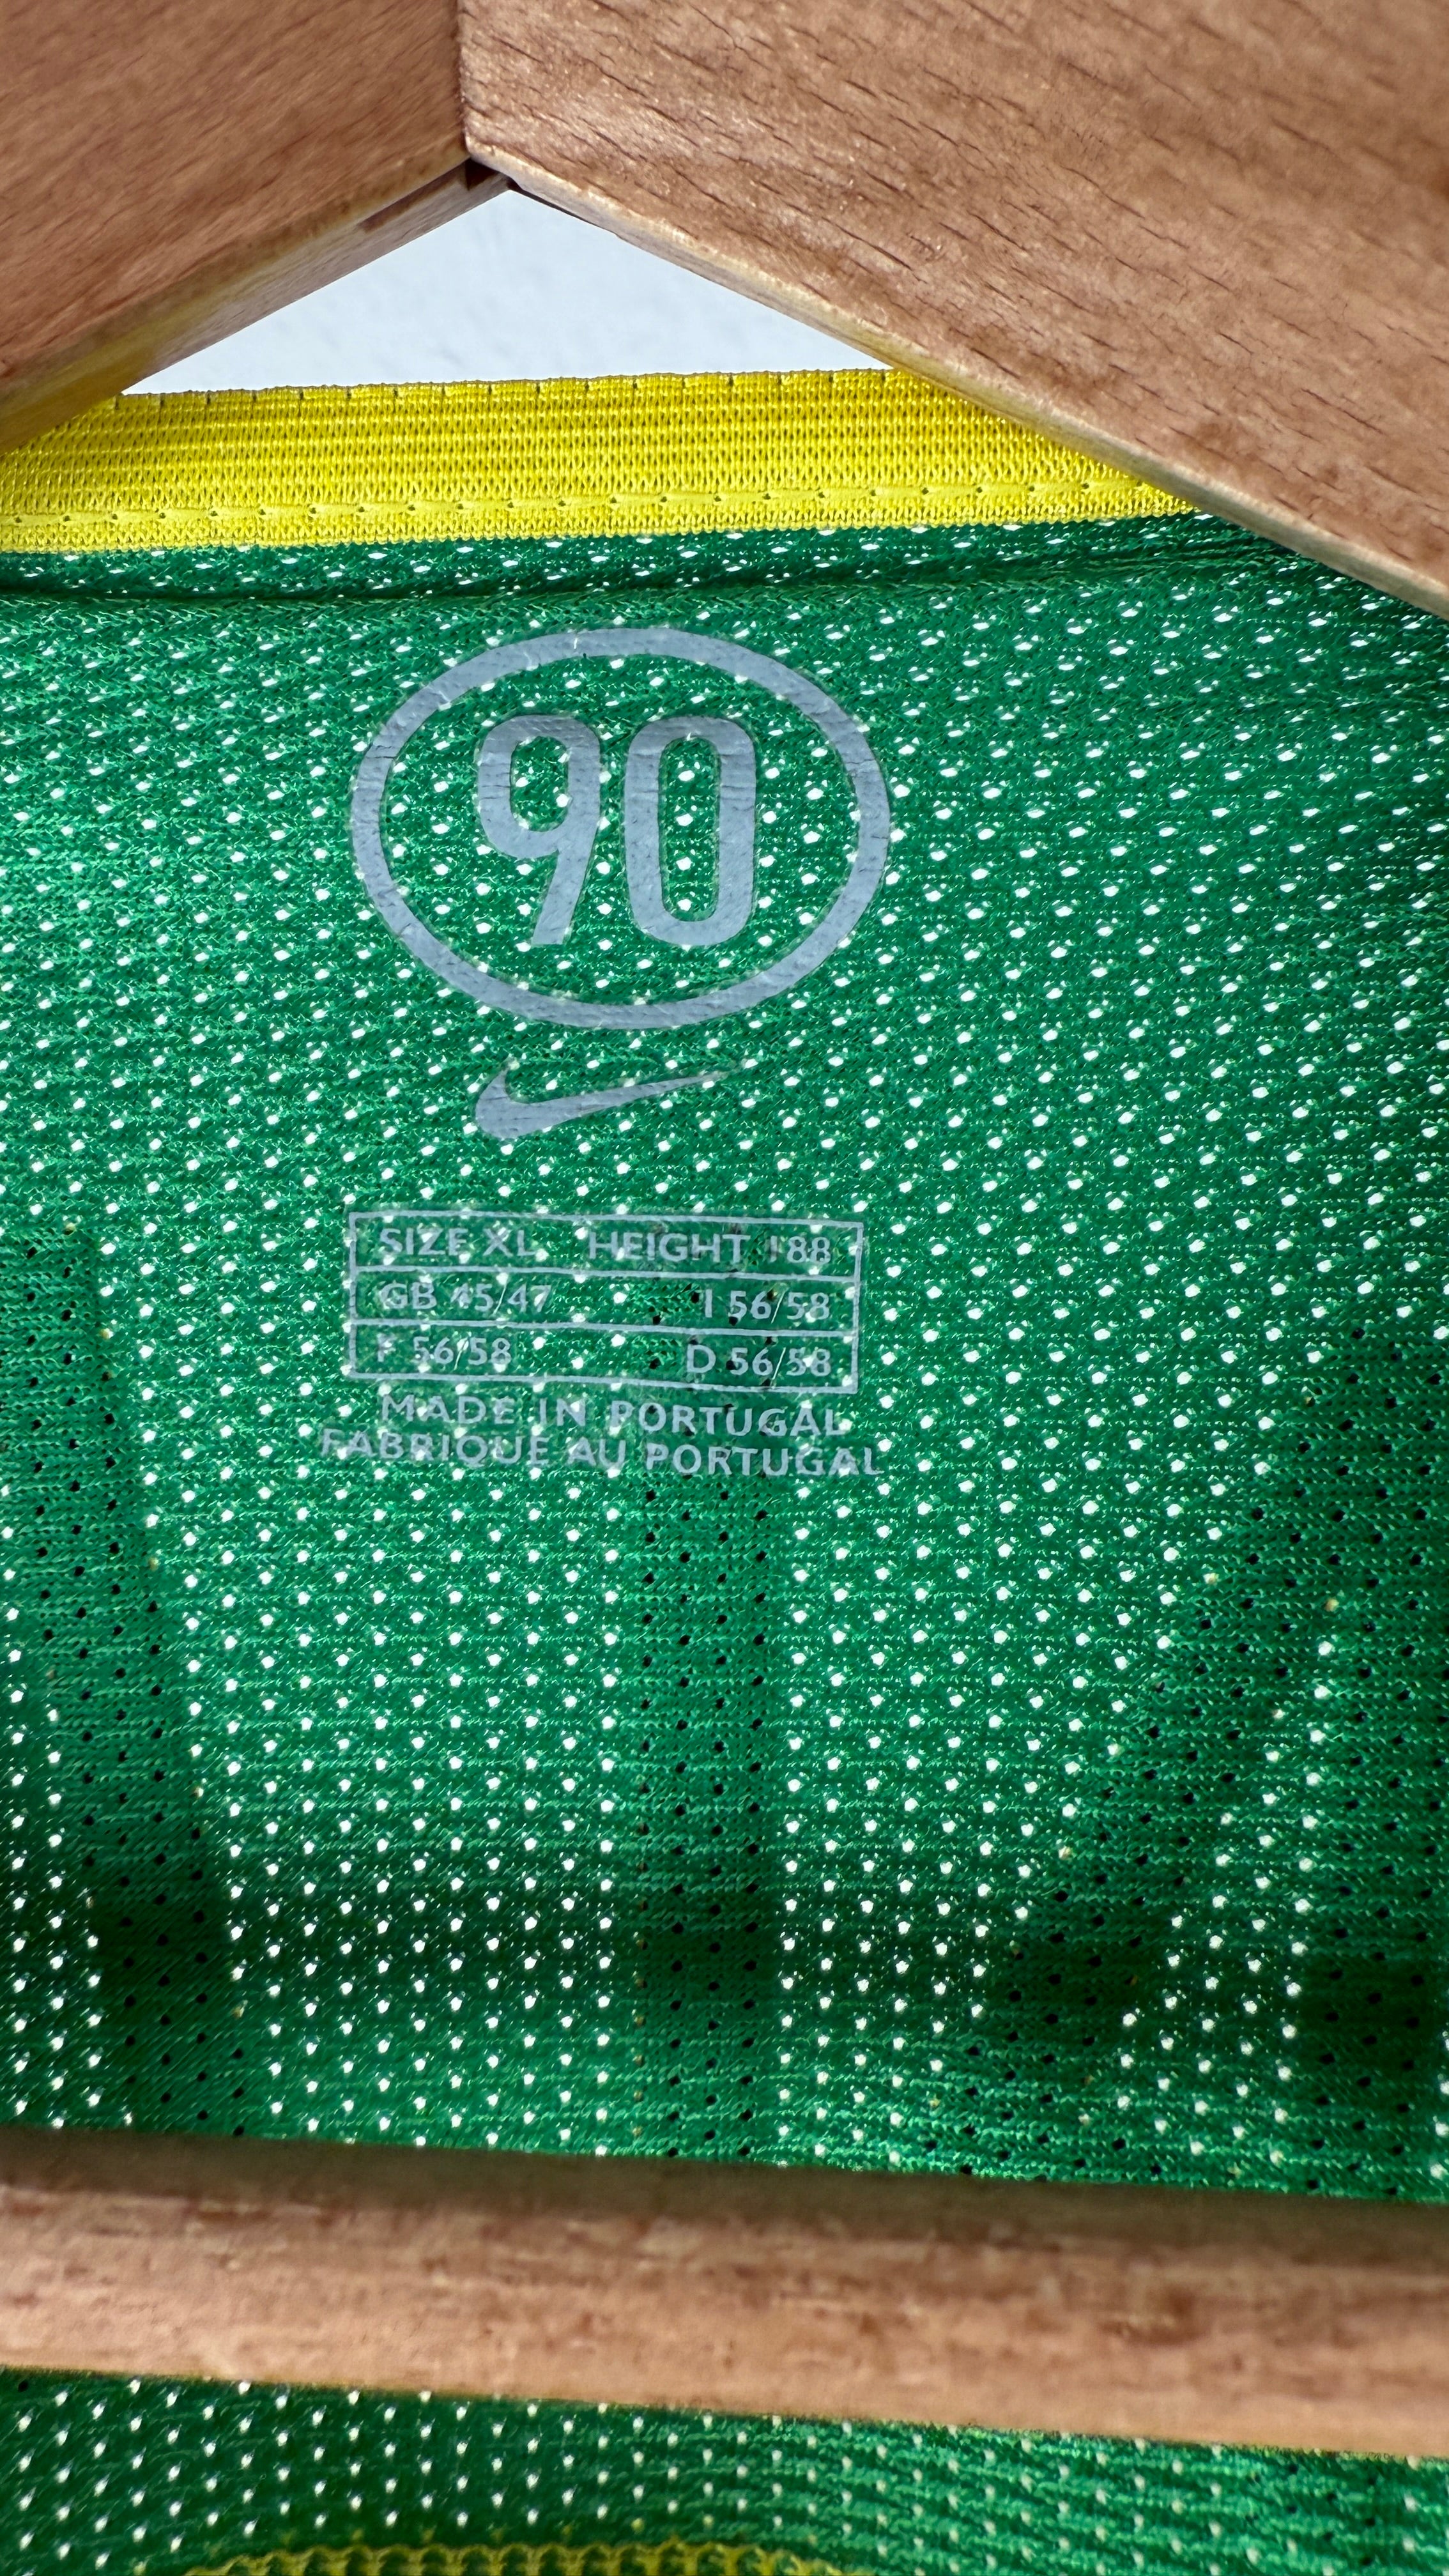 90
SIZE XL HEIGHT 188
GB 45/47 I 56/58
F 56/58 D 56/58
MADE IN PORTUGAL
FABRIQUE AU PORTUGAL